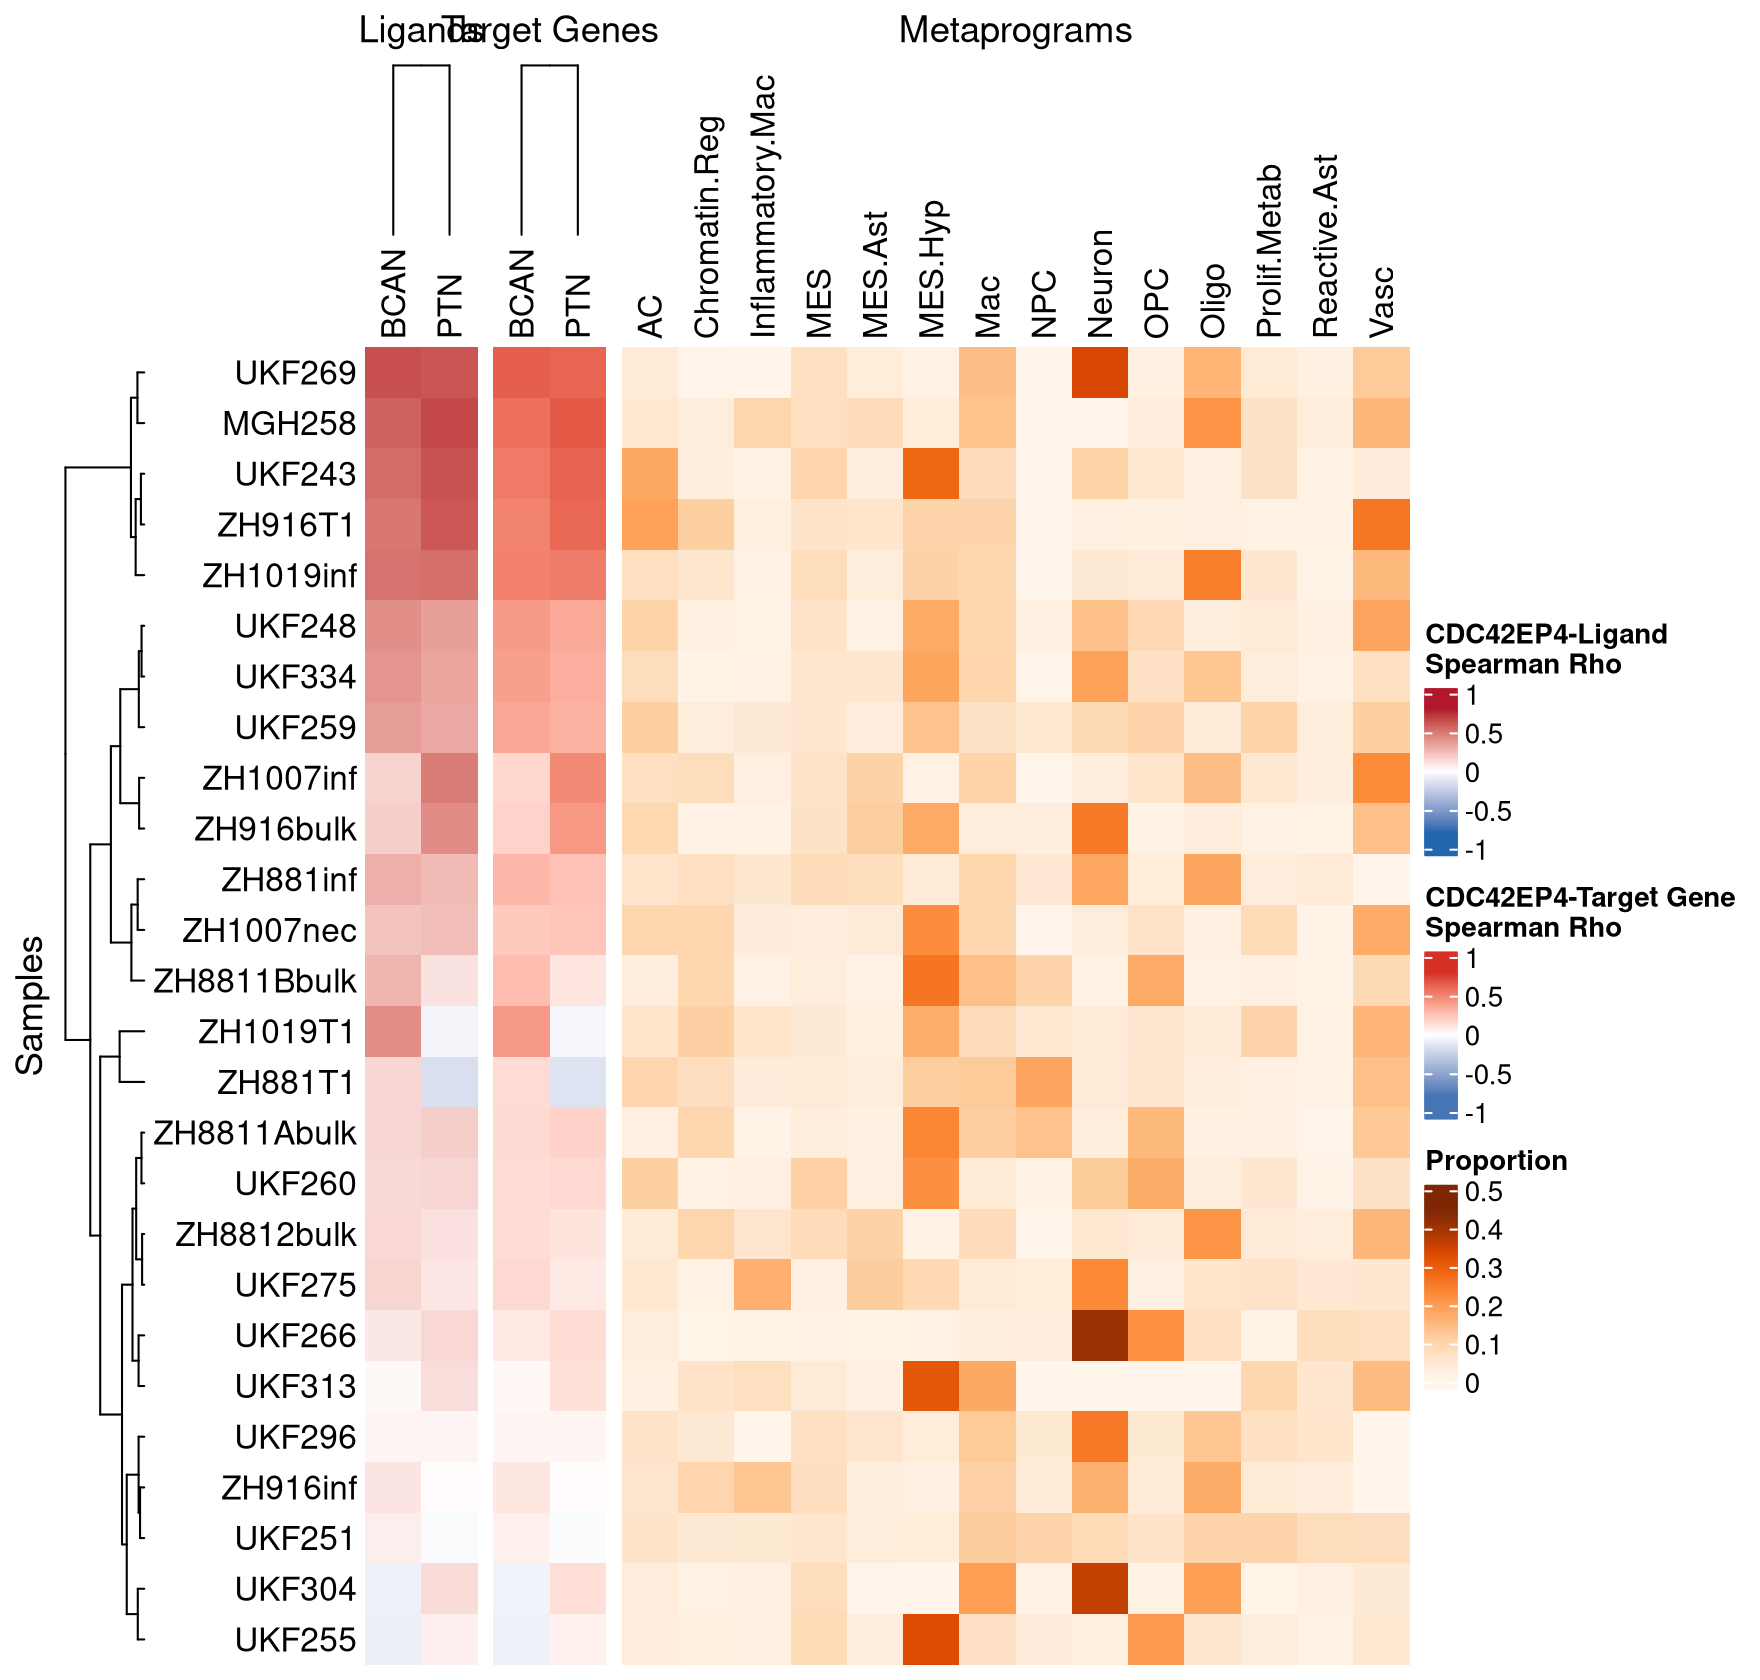 Ligands
Target Genes
Metaprograms
BCAN
PTN
BCAN
PTN
AC
Chromatin.Reg
Inflammatory.Mac
MES
MES.Ast
MES.Hyp
Mac
NPC
Neuron
OPC
Oligo
Prolif.Metab
Reactive.Ast
Vasc
Samples
UKF269
MGH258
UKF243
ZH916T1
ZH1019inf
UKF248
UKF334
UKF259
ZH1007inf
ZH916bulk
ZH881inf
ZH1007nec
ZH8811Bbulk
ZH1019T1
ZH881T1
ZH8811Abulk
UKF260
ZH8812bulk
UKF275
UKF266
UKF313
UKF296
ZH916inf
UKF251
UKF304
UKF255
CDC42EP4-Ligand
Spearman Rho
1
0.5
0
-0.5
-1
CDC42EP4-Target Gene
Spearman Rho
1
0.5
0
-0.5
-1
Proportion
0.5
0.4
0.3
0.2
0.1
0